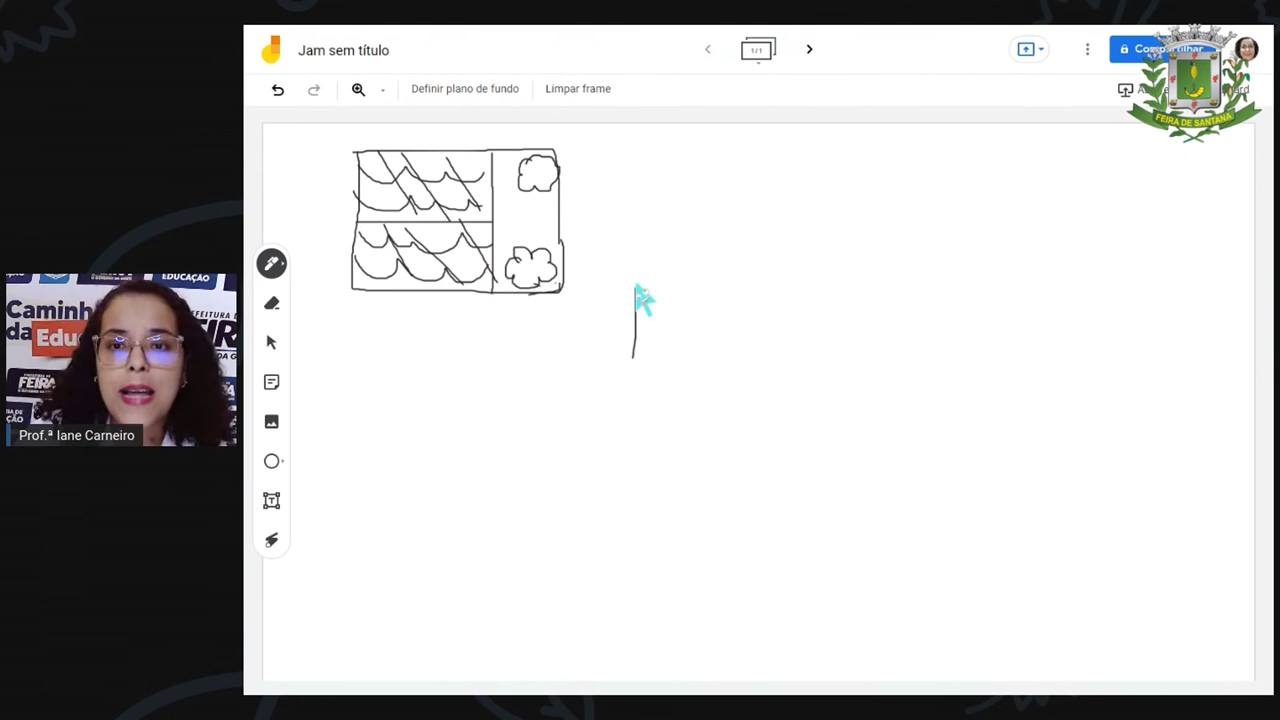 Jam sem título
1/1
Compartilhar
Definir plano de fundo
Limpar frame
FEIRA DE SANTANA
EDUCAÇÃO
Caminh
da Edu
FEIRA
FEIR
Prof.ª Iane Carneiro